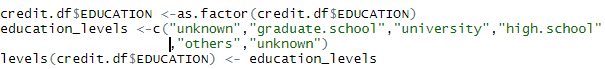 credit.df$EDUCATION <-as.factor(credit.df$EDUCATION)
education_levels <-c("unknown","graduate.school","university","high.school"
,"others","unknown")
levels(credit.df$EDUCATION) <- education_levels